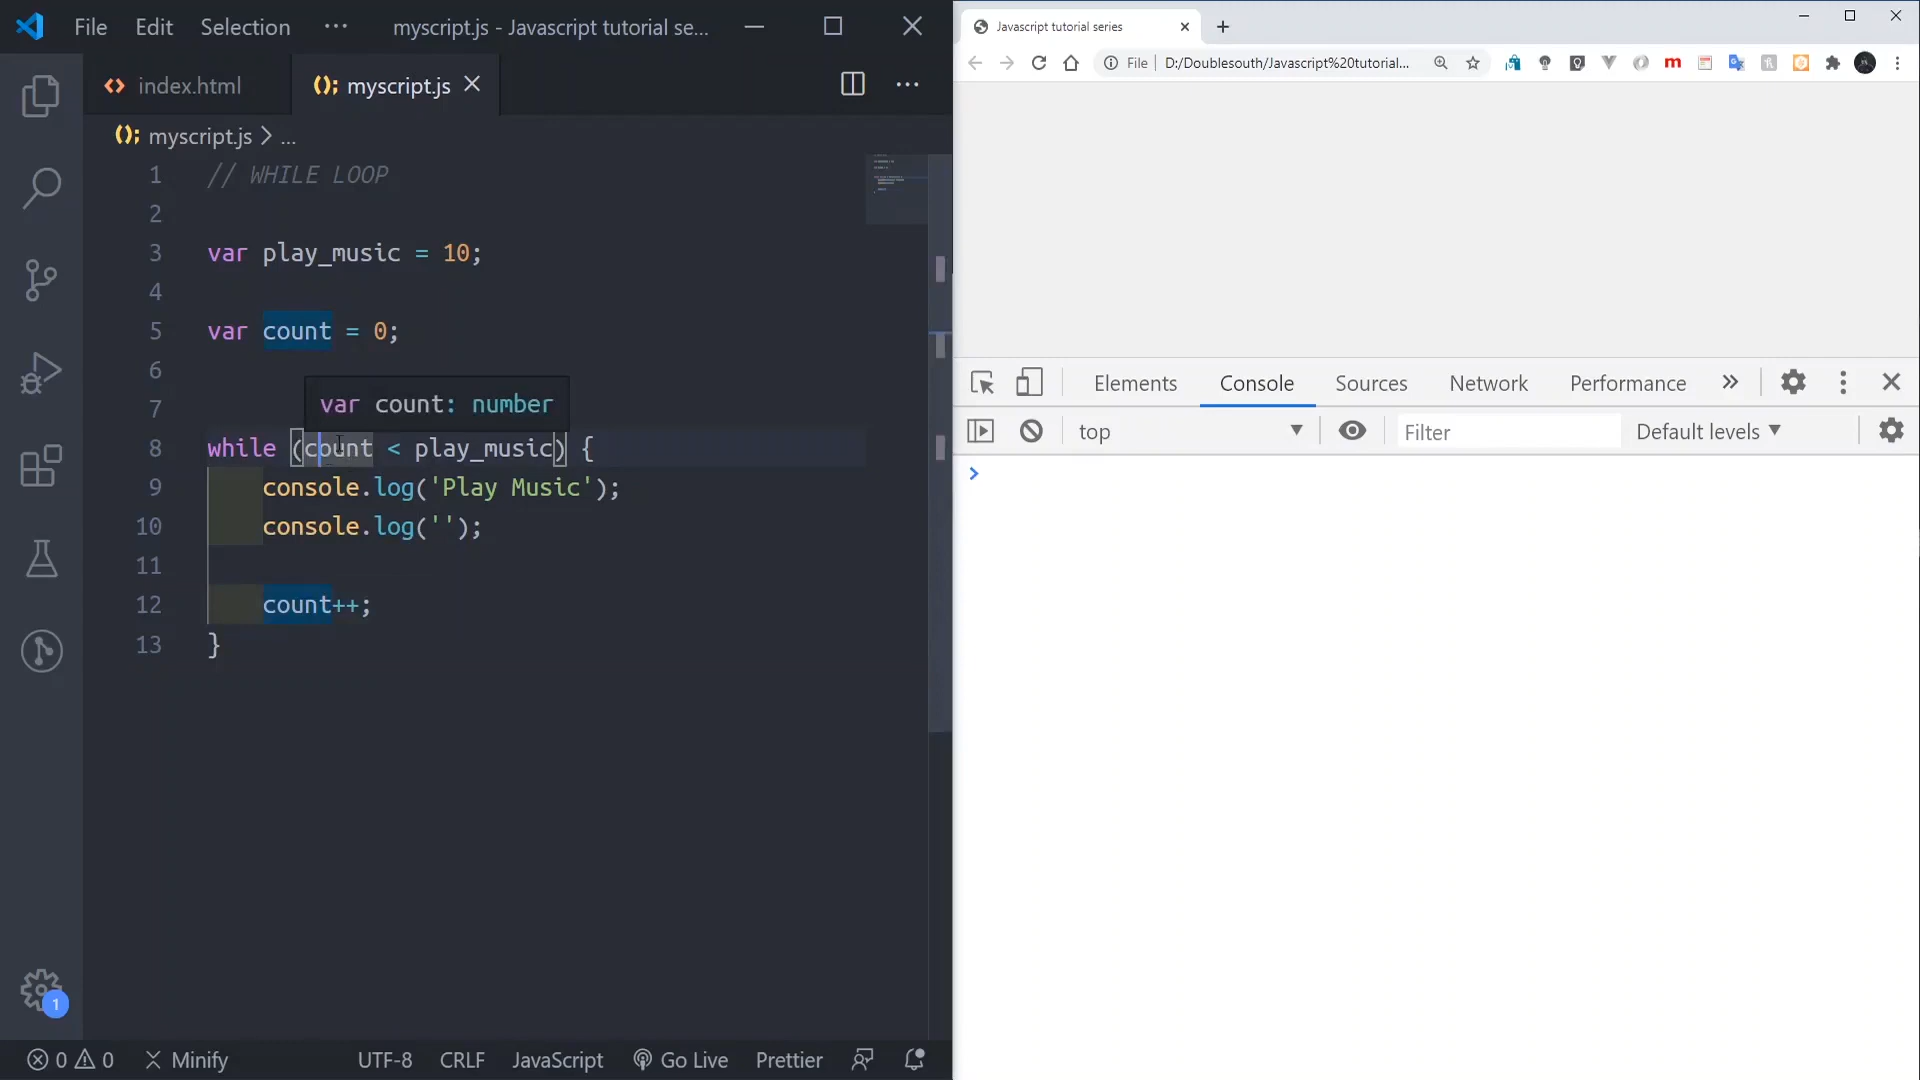 File Edit Selection ··· myscript.js - Javascript tutorial se...
index.html
myscript.js
myscript.js > ...
1 // WHILE LOOP
2
3 var play_music = 10;
4
5 var count = 0;
6
7
var count: number
8 while (count < play_music) {
9 console.log('Play Music');
10 console.log('');
11
12 count++;
13 }
1
0 0 Minify UTF-8 CRLF JavaScript Go Live Prettier
Javascript tutorial series
File | D:/Doublesouth/Javascript%20tutorial...
Elements Console Sources Network Performance »
top Filter Default levels
>